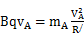 Bqv_A = m_A V_A^2/R/